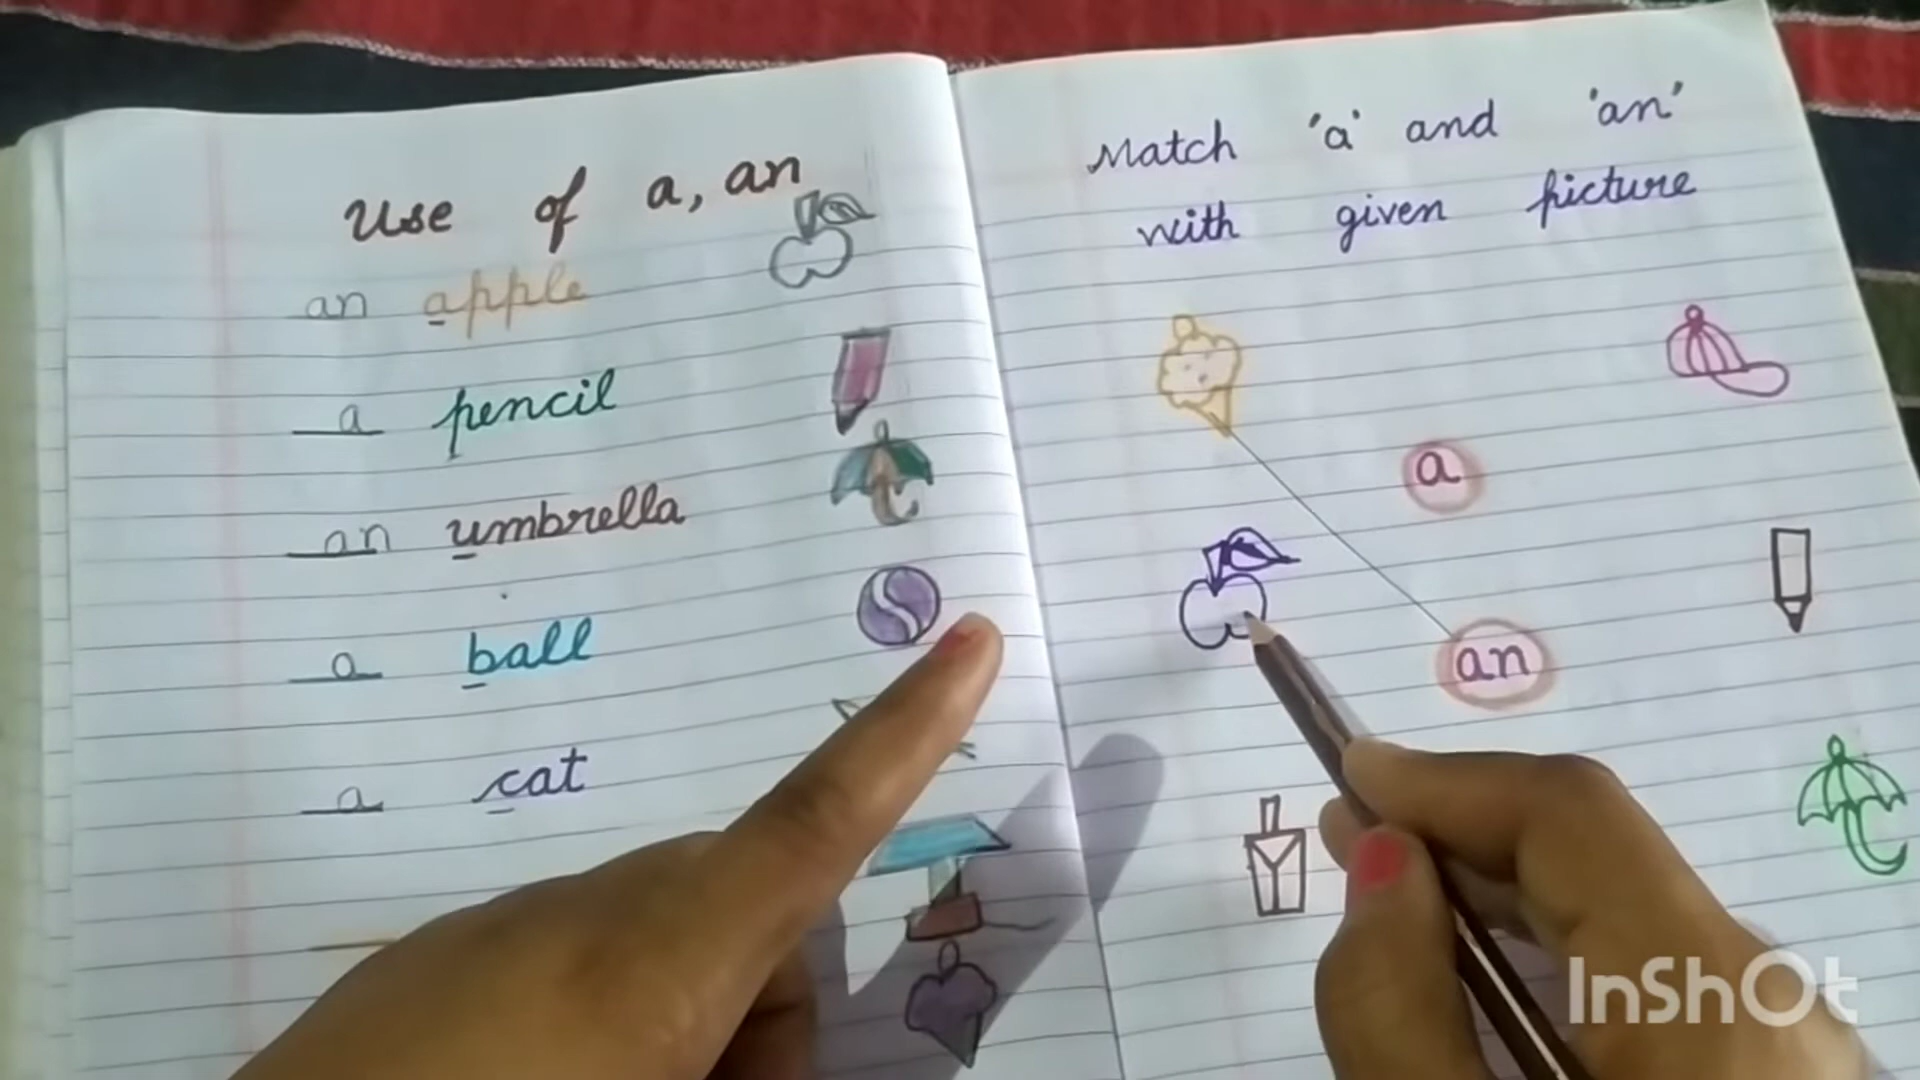 Use of a, an
an apple
a pencil
an umbrella
a ball
a cat
Match 'a' and 'an'
with given picture
a
an
InShOt